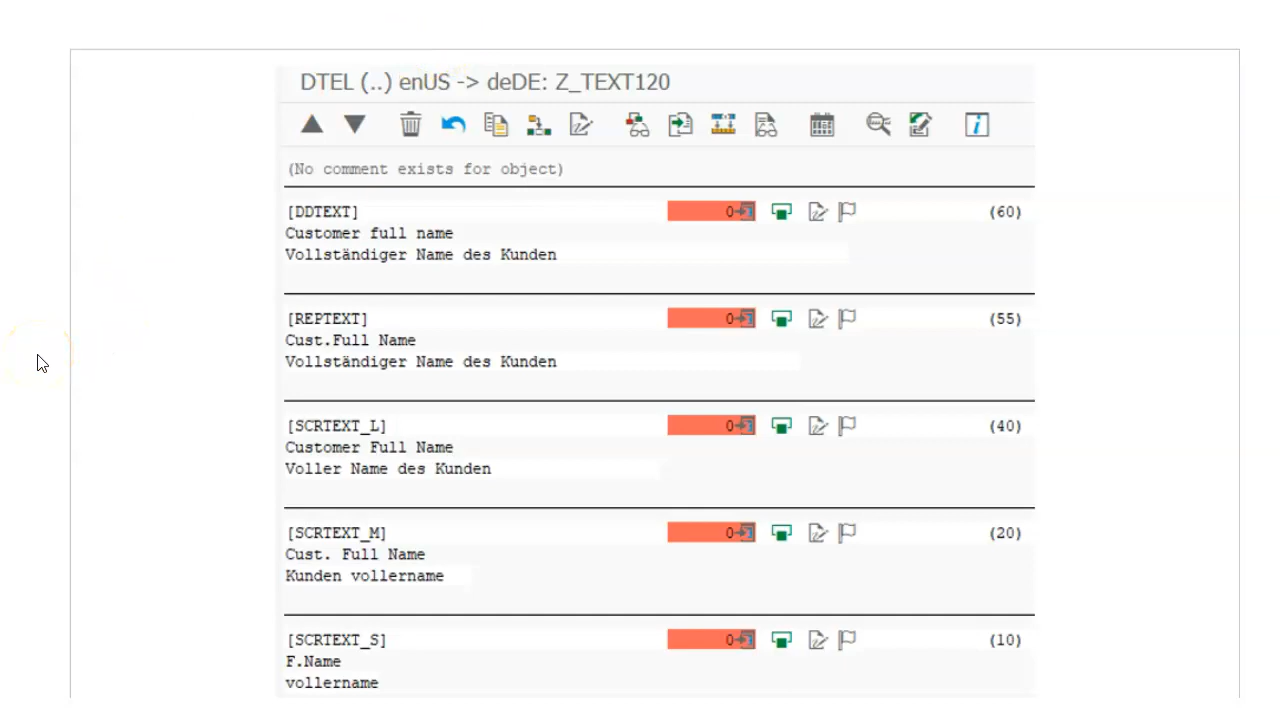 DTEL (..) enUS -> deDE: Z_TEXT120
(No comment exists for object)
[DDTEXT] 0 (60)
Customer full name
Vollständiger Name des Kunden
[REPTEXT] 0 (55)
Cust.Full Name
Vollständiger Name des Kunden
[SCRTEXT_L] 0 (40)
Customer Full Name
Voller Name des Kunden
[SCRTEXT_M] 0 (20)
Cust. Full Name
Kunden vollername
[SCRTEXT_S] 0 (10)
F.Name
vollername